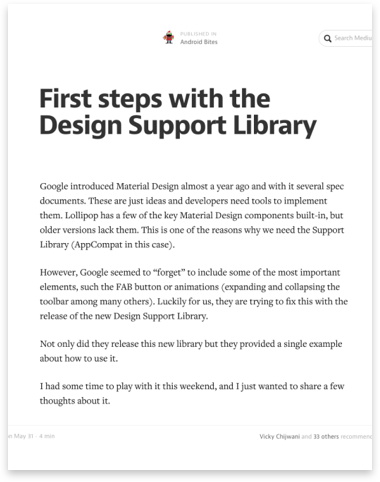 PUBLISHED IN
Android Bites
Search Mediu
First steps with the
Design Support Library
Google introduced Material Design almost a year ago and with it several spec
documents. These are just ideas and developers need tools to implement
them. Lollipop has a few of the key Material Design components built-in, but
older versions lack them. This is one of the reasons why we need the Support
Library (AppCompat in this case).
However, Google seemed to “forget” to include some of the most important
elements, such the FAB button or animations (expanding and collapsing the
toolbar among many others). Luckily for us, they are trying to fix this with the
release of the new Design Support Library.
Not only did they release this new library but they provided a single example
about how to use it.
I had some time to play with it this weekend, and I just wanted to share a few
thoughts about it.
on May 31 · 4 min
Vicky Chijwani and 33 others recommend